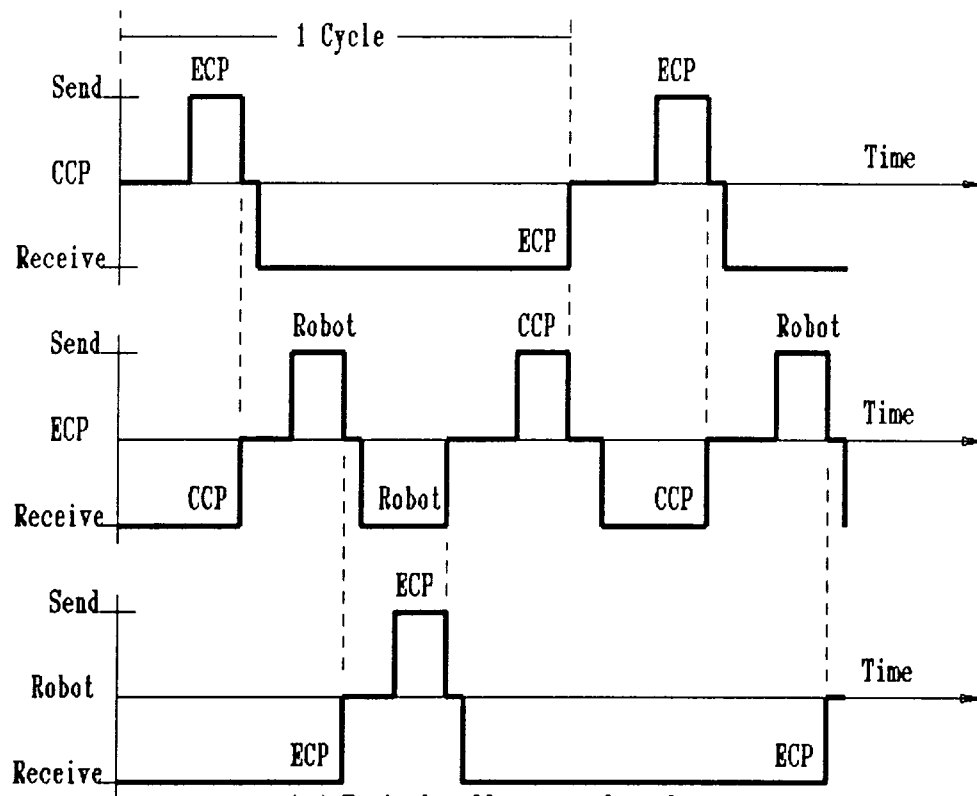 1 Cycle
ECP
ECP
Send
CCP
Time
ECP
Receive
Robot
CCP
Robot
Send
ECP
Time
CCP
Robot
CCP
Receive
ECP
Send
Robot
Time
ECP
ECP
Receive